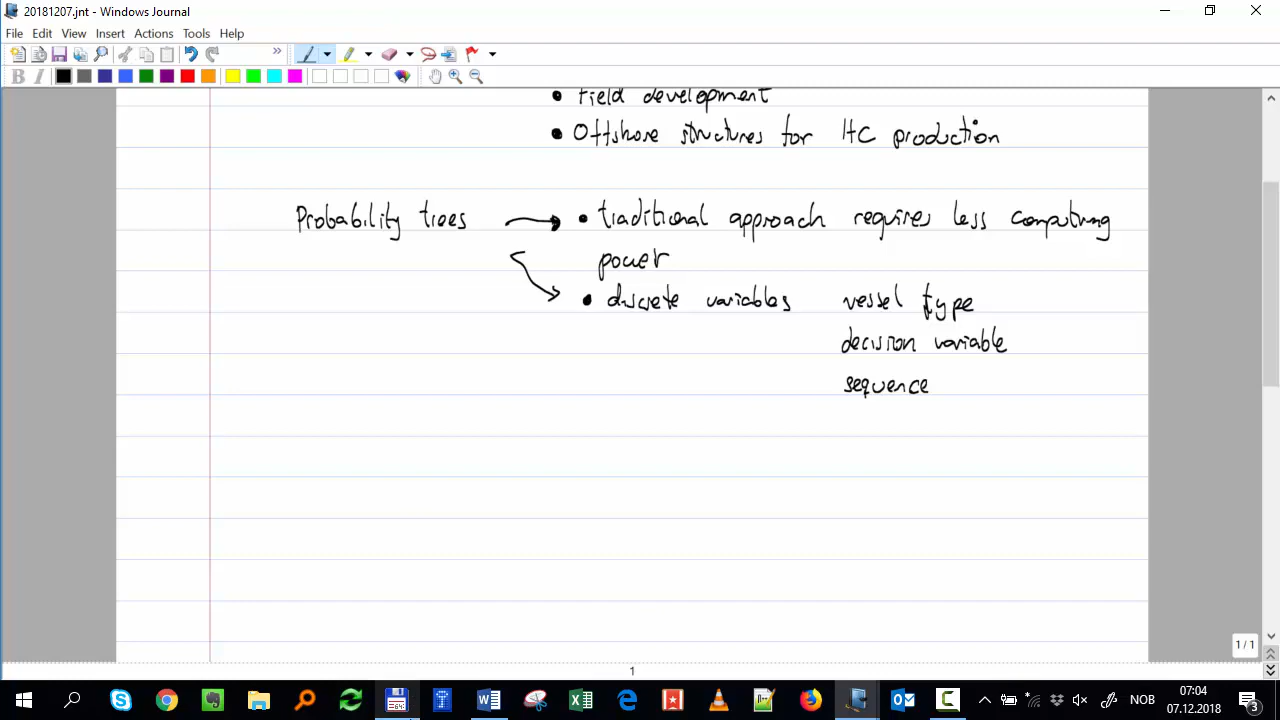 20181207.jnt - Windows Journal
File Edit View Insert Actions Tools Help
B I
• Field development
• Offshore structures for HC production
Probability trees • traditional approach requires less computing
power
• discrete variables vessel type
decision variable
sequence
1 / 1
1
NOB 07:04
07.12.2018 3